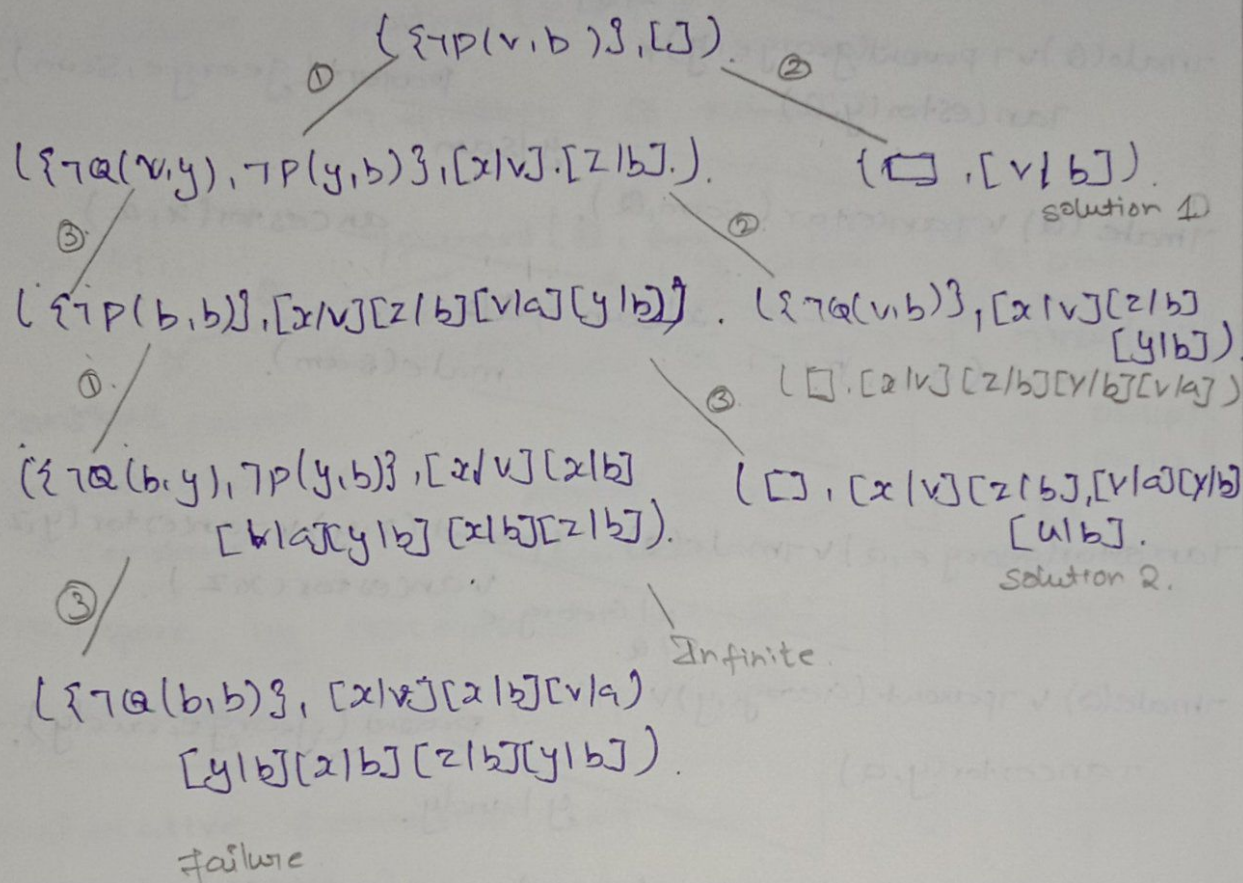 ({¬P(v,b)},[]).
① ②
({¬Q(v,y),¬P(y,b)},[x/v].[z/b].). (□,[v/b]).
solution 1
③ ②
({¬P(b,b)},[x/v][z/b][v/a][y/b]). ({¬Q(v,b)},[x/v][z/b]
[y/b])
① ③ (□.[x/v][z/b][y/b][v/a])
({¬Q(b,y),¬P(y,b)},[x/v][x/b] (□,[x/v][z/b],[v/a][y/b]
[v/a][y/b][x/b][z/b]). [u/b].
solution 2.
③
Infinite.
({¬Q(b,b)}, [x/v][x/b][v/a)
[y/b][x/b][z/b][y/b]).
Failure